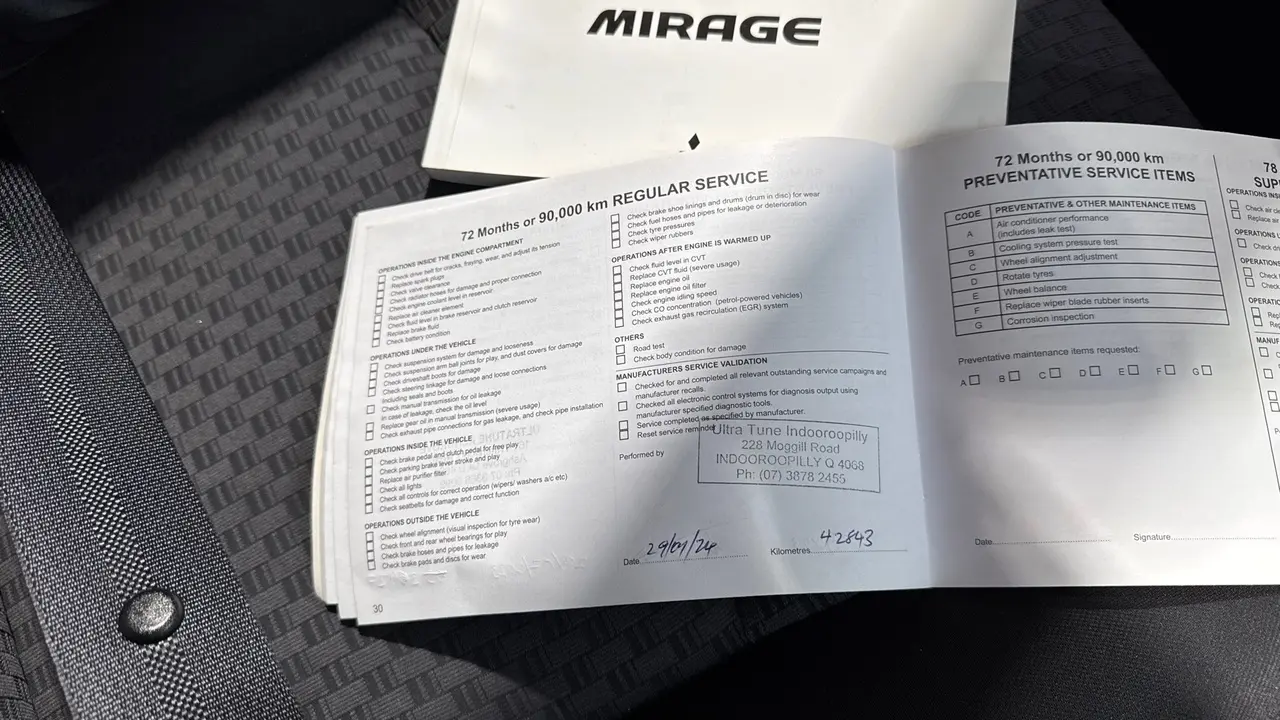 MIRAGE
72 Months or 90,000 km REGULAR SERVICE
OPERATIONS INSIDE THE ENGINE COMPARTMENT
Check drive belt for cracks, fraying, wear, and adjust its tension
Replace spark plugs
Check valve clearance
Check radiator hoses for damage and proper connection
Check engine coolant level in reservoir
Replace air cleaner element
Check fluid level in brake reservoir and clutch reservoir
Replace brake fluid
Check battery condition
OPERATIONS UNDER THE VEHICLE
Check suspension system for damage and looseness
Check suspension arm ball joints for play, and dust covers for damage
Check driveshaft boots for damage
Check steering linkage for damage and loose connections
Including seals and boots
Check manual transmission for oil leakage
In case of leakage, check the oil level
Replace gear oil in manual transmission (severe usage)
Check exhaust pipe connections for gas leakage, and check pipe installation
OPERATIONS INSIDE THE VEHICLE
Check brake pedal and clutch pedal for free play
Check parking brake lever stroke and play
Replace air purifier filter
Check all lights
Check all controls for correct operation (wipers/ washers a/c etc)
Check seatbelts for damage and correct function
OPERATIONS OUTSIDE THE VEHICLE
Check wheel alignment (visual inspection for tyre wear)
Check front and rear wheel bearings for play
Check brake hoses and pipes for leakage
Check brake pads and discs for wear
30
Check brake shoe linings and drums (drum in disc) for wear
Check fuel hoses and pipes for leakage or deterioration
Check tyre pressures
Check wiper rubbers
OPERATIONS AFTER ENGINE IS WARMED UP
Check fluid level in CVT
Replace CVT fluid (severe usage)
Replace engine oil
Replace engine oil filter
Check engine idling speed
Check CO concentration (petrol-powered vehicles)
Check exhaust gas recirculation (EGR) system
OTHERS
Road test
Check body condition for damage
MANUFACTURERS SERVICE VALIDATION
Checked for and completed all relevant outstanding service campaigns and
manufacturer recalls.
Checked all electronic control systems for diagnosis output using
manufacturer specified diagnostic tools.
Service completed as specified by manufacturer.
Reset service reminder
Performed by
Ultra Tune Indooroopilly
228 Moggill Road
INDOOROOPILLY Q 4068
Ph: (07) 3878 2455
Date 29/07/24 Kilometres 42843
72 Months or 90,000 km
PREVENTATIVE SERVICE ITEMS
CODE PREVENTATIVE & OTHER MAINTENANCE ITEMS
A Air conditioner performance
(includes leak test)
B Cooling system pressure test
C Wheel alignment adjustment
D Rotate tyres
E Wheel balance
F Replace wiper blade rubber inserts
G Corrosion inspection
Preventative maintenance items requested:
A B C D E F G
Date Signature
78